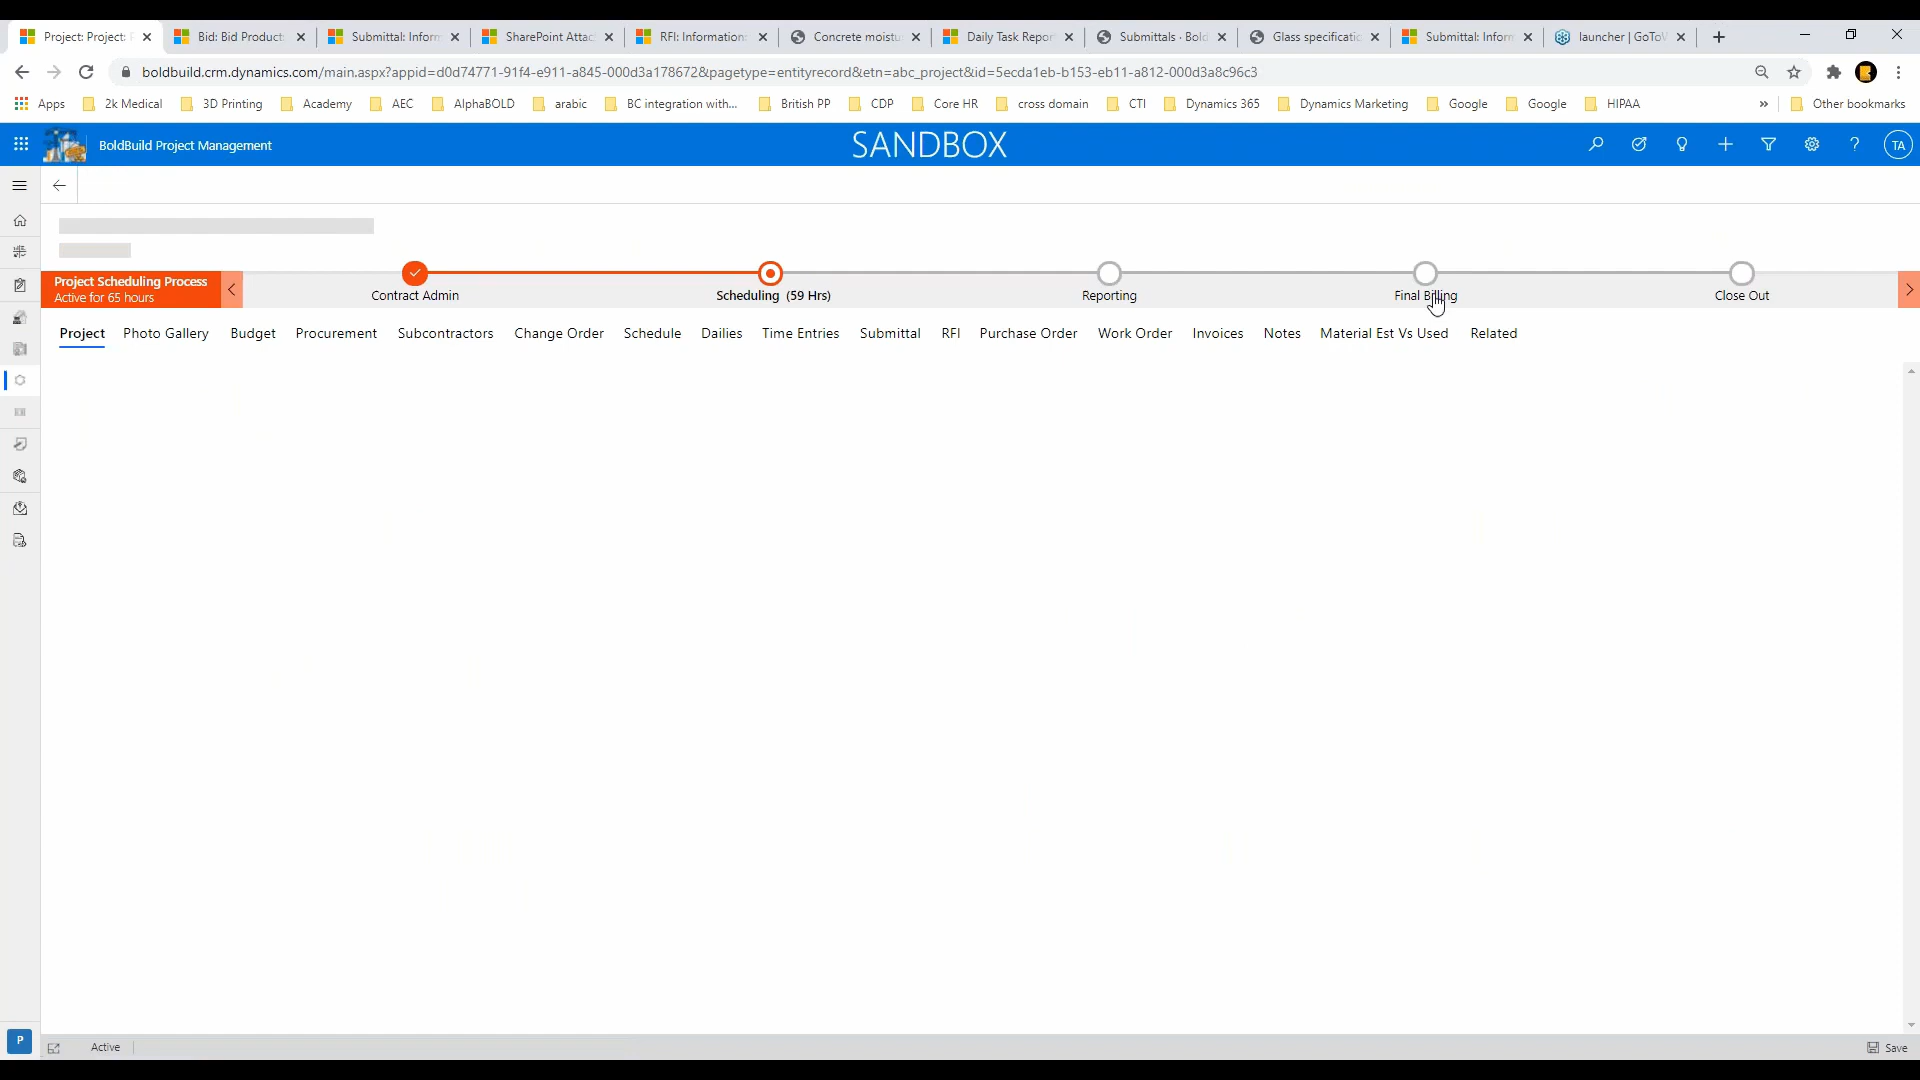 Project: Project: Bid: Bid Product: Submittal: Inform SharePoint Attac RFI: Information: Concrete moistu Daily Task Repor Submittals · Bold Glass specificatio Submittal: Inform launcher | GoToV
boldbuild.crm.dynamics.com/main.aspx?appid=d0d74771-91f4-e911-a845-000d3a178672&pagetype=entityrecord&etn=abc_project&id=5ecda1eb-b153-eb11-a812-000d3a8c96c3
Apps 2k Medical 3D Printing Academy AEC AlphaBOLD arabic BC integration with... British PP CDP Core HR cross domain CTI Dynamics 365 Dynamics Marketing Google Google HIPAA » Other bookmarks
BoldBuild Project Management SANDBOX TA
Project Scheduling Process
Active for 65 hours
Contract Admin Scheduling (59 Hrs) Reporting Final Billing Close Out
Project Photo Gallery Budget Procurement Subcontractors Change Order Schedule Dailies Time Entries Submittal RFI Purchase Order Work Order Invoices Notes Material Est Vs Used Related
P
Active Save